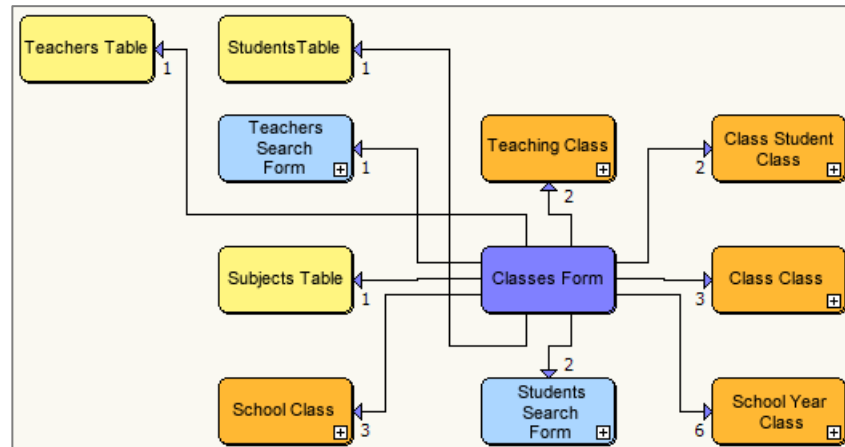 Teachers Table
StudentsTable
1
1
Teachers
Search
Form
Teaching Class
Class Student
Class
1
2
2
Subjects Table
Classes Form
Class Class
1
3
2
School Class
Students
Search
Form
School Year
Class
3
6